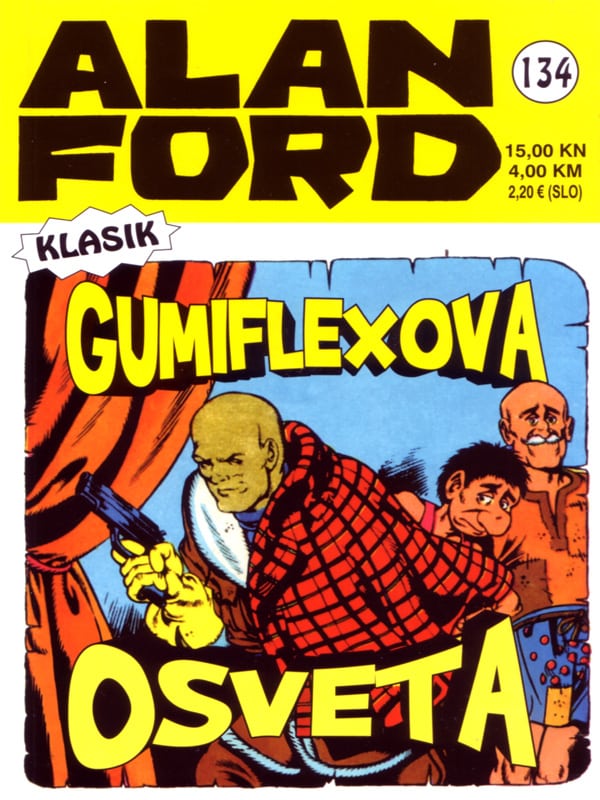 ALAN
FORD
134
15,00 KN
4,00 KM
2,20 € (SLO)
KLASIK
GUMIFLEXOVA
OSVETA